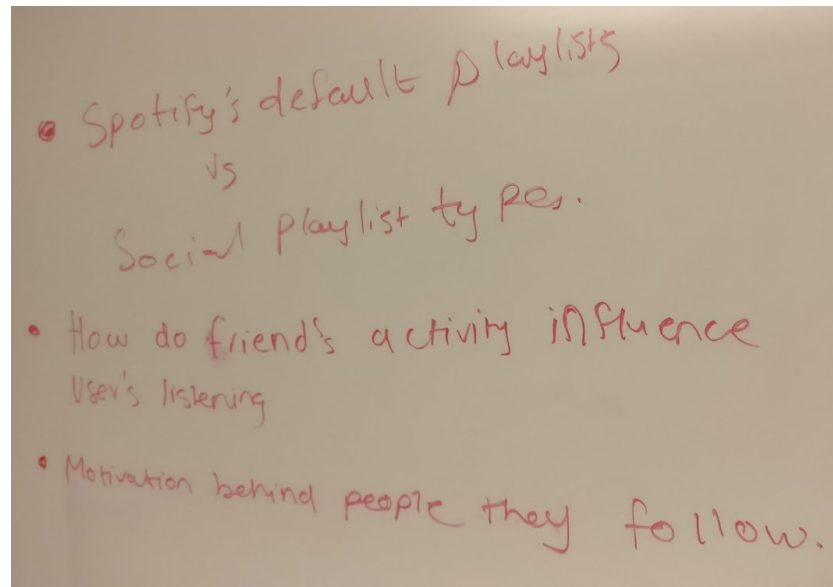 • Spotify's default playlists
vs
Social playlist types.
• How do friend's activity influence
User's listening
• Motivation behind people they follow.